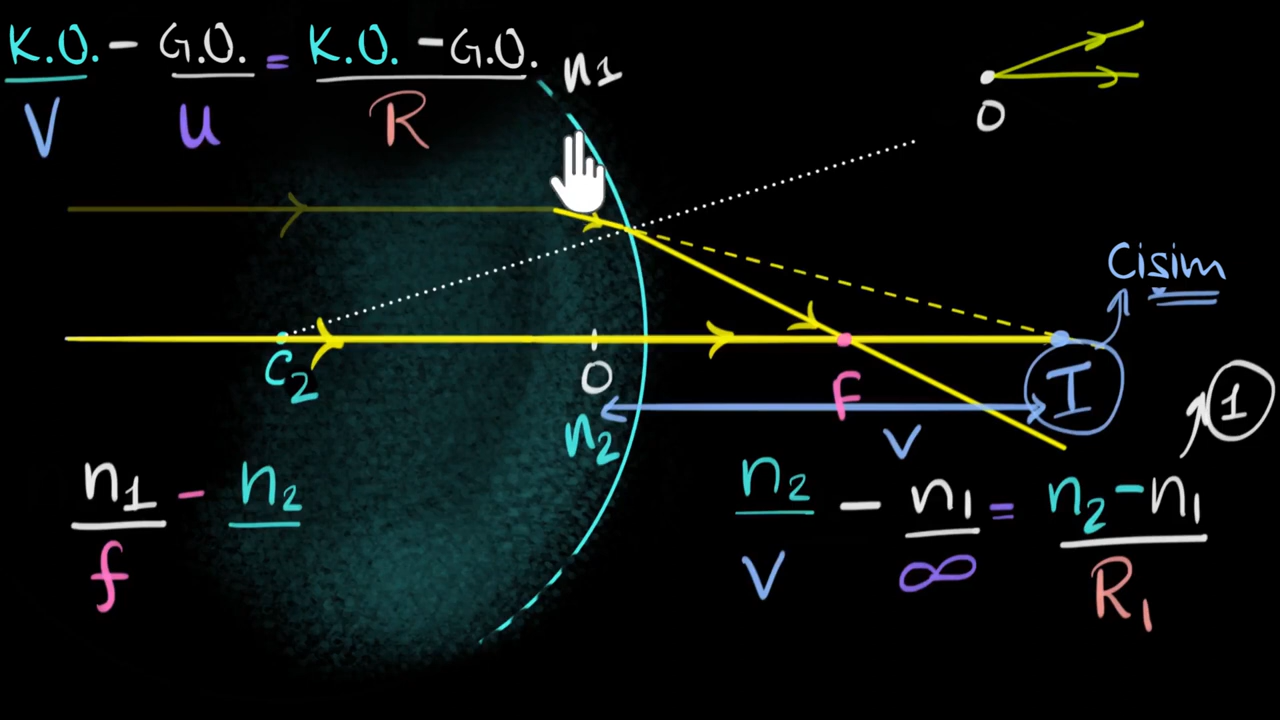 K.O. - G.O. = K.O. - G.O.
V u R
n1
O
Cisim
C2
O
F
I
1
n2
V
n1 - n2
f
n2 - n1 = n2 - n1
V ∞ R1